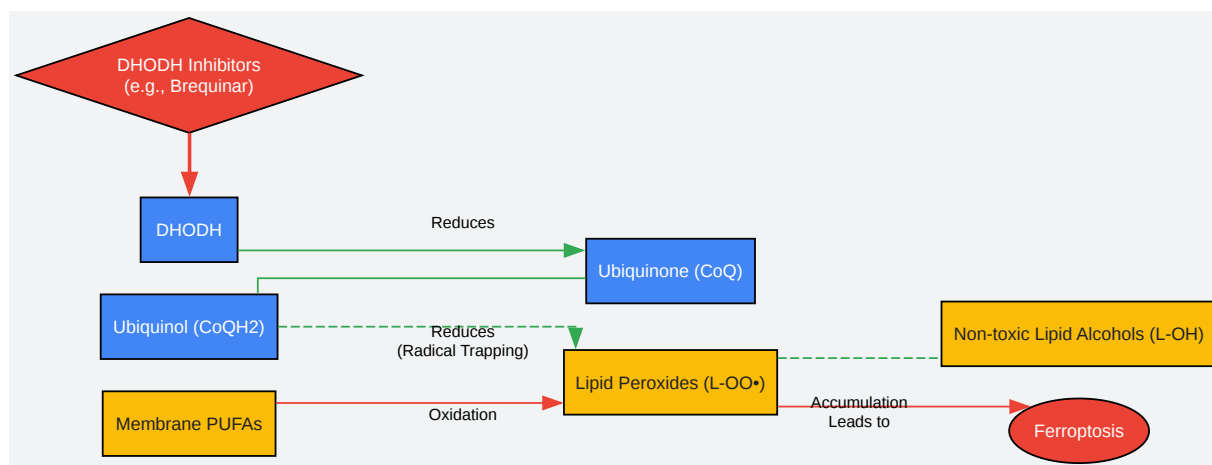 DHODH Inhibitors
(e.g., Brequinar)
DHODH
Reduces
Ubiquinone (CoQ)
Ubiquinol (CoQH2)
Reduces
(Radical Trapping)
Non-toxic Lipid Alcohols (L-OH)
Lipid Peroxides (L-OO•)
Membrane PUFAs
Oxidation
Accumulation
Leads to
Ferroptosis